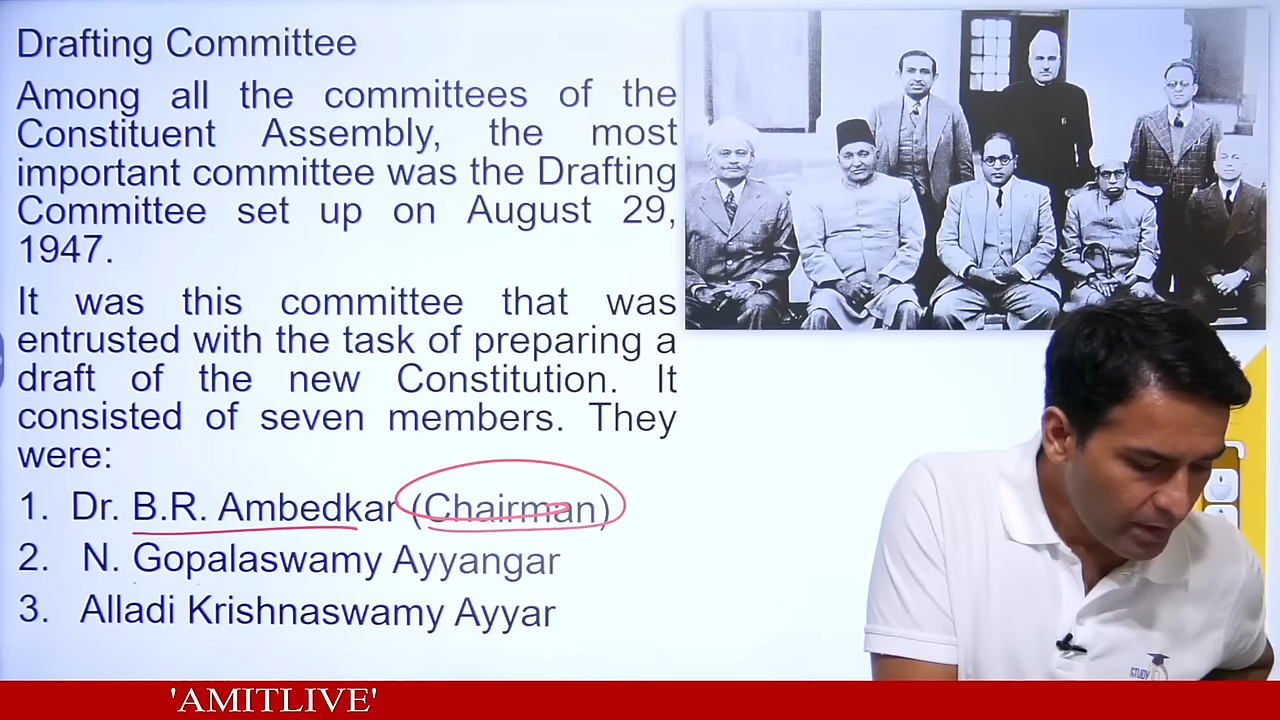 Drafting Committee
Among all the committees of the
Constituent Assembly, the most
important committee was the Drafting
Committee set up on August 29,
1947.
It was this committee that was
entrusted with the task of preparing a
draft of the new Constitution. It
consisted of seven members. They
were:
1. Dr. B.R. Ambedkar (Chairman)
2. N. Gopalaswamy Ayyangar
3. Alladi Krishnaswamy Ayyar
STUDY
'AMITLIVE'